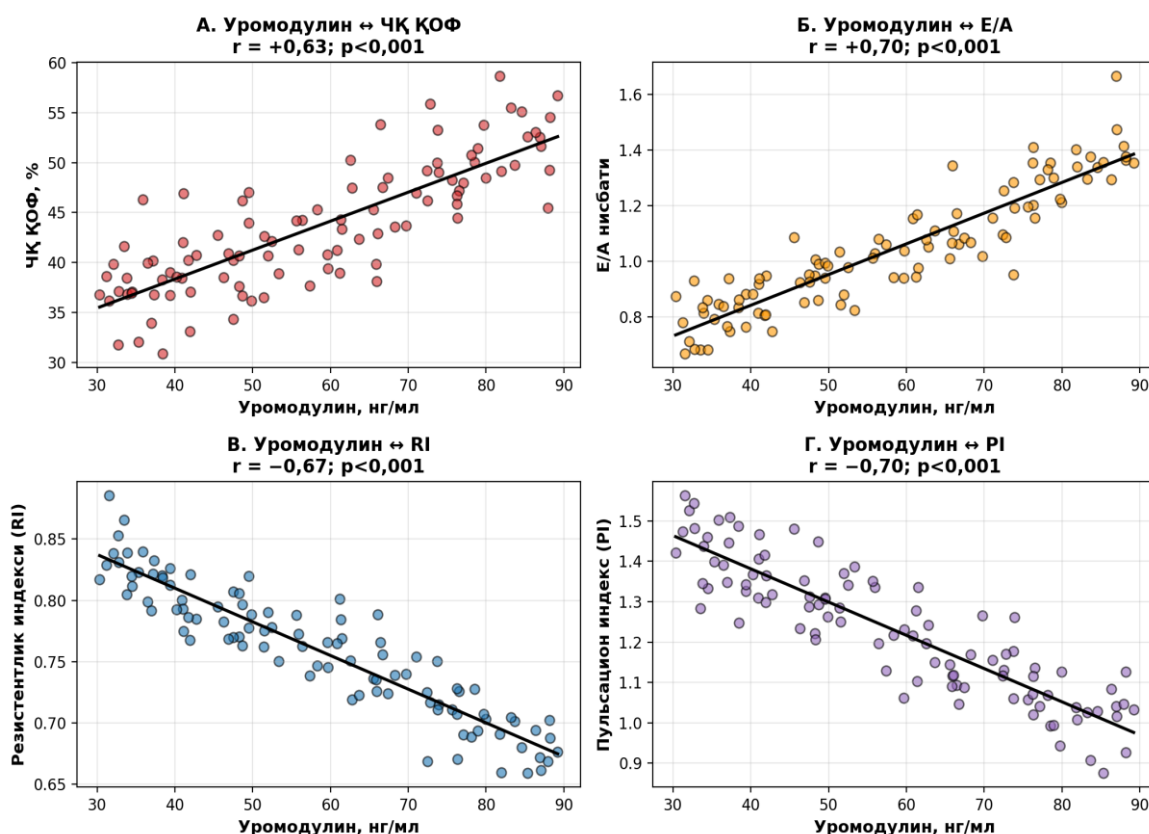 А. Уромодулин ↔ ЧҚ ҚОФ
r = +0,63; p<0,001
60
55
50
45
40
35
30
ЧҚ ҚОФ, %
30 40 50 60 70 80 90
Уромодулин, нг/мл
Б. Уромодулин ↔ E/A
r = +0,70; p<0,001
1.6
1.4
1.2
1.0
0.8
E/A нисбати
30 40 50 60 70 80 90
Уромодулин, нг/мл
В. Уромодулин ↔ RI
r = −0,67; p<0,001
0.85
0.80
0.75
0.70
0.65
Резистентлик индекси (RI)
30 40 50 60 70 80 90
Уромодулин, нг/мл
Г. Уромодулин ↔ PI
r = −0,70; p<0,001
1.5
1.4
1.3
1.2
1.1
1.0
0.9
Пульсацион индекс (PI)
30 40 50 60 70 80 90
Уромодулин, нг/мл